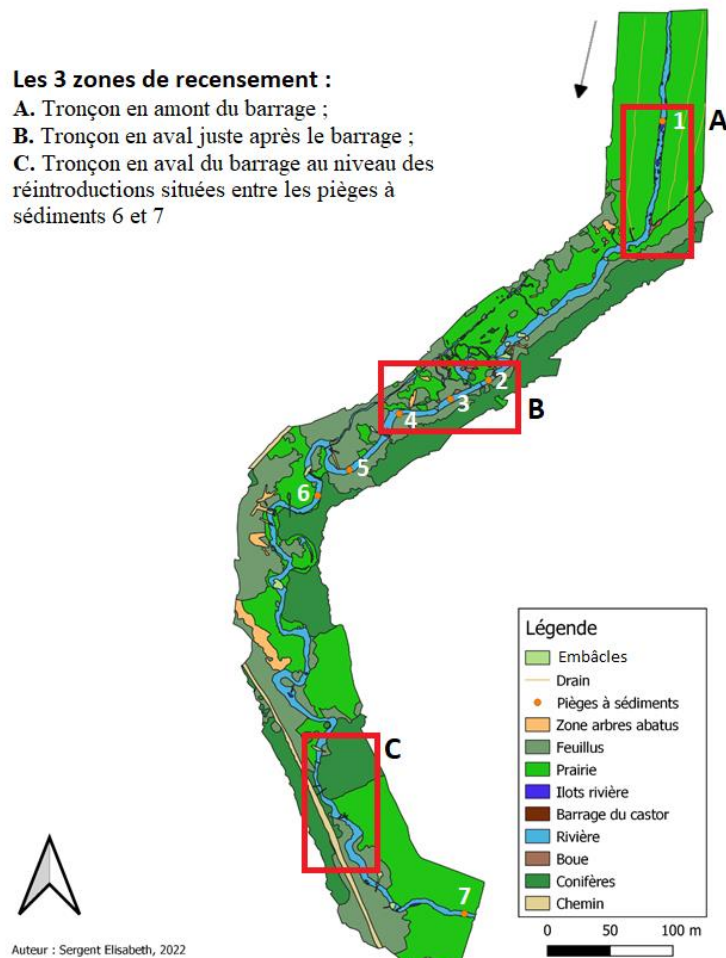 Les 3 zones de recensement :
A. Tronçon en amont du barrage ;
B. Tronçon en aval juste après le barrage ;
C. Tronçon en aval du barrage au niveau des
réintroductions situées entre les pièges à
sédiments 6 et 7
1
A
2
3
4
B
5
6
C
7
Légende
Embâcles
Drain
Pièges à sédiments
Zone arbres abatus
Feuillus
Prairie
Ilots rivière
Barrage du castor
Rivière
Boue
Conifères
Chemin
0 50 100 m
Auteur : Sergent Elisabeth, 2022